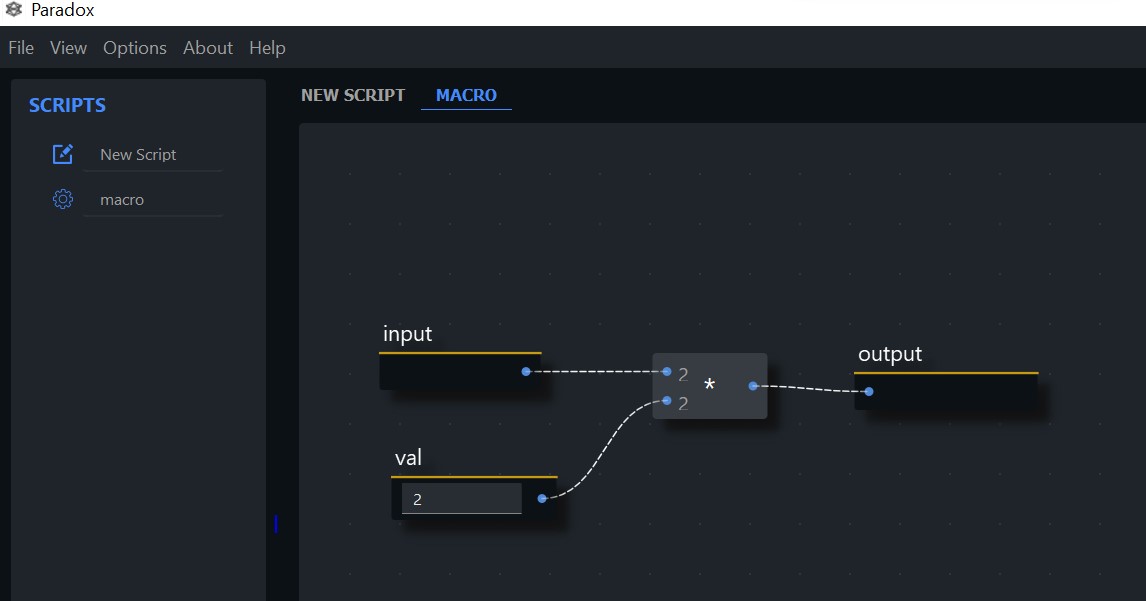 Paradox
File View Options About Help
SCRIPTS
New Script
macro
NEW SCRIPT MACRO
input
2
*
2
output
val
2